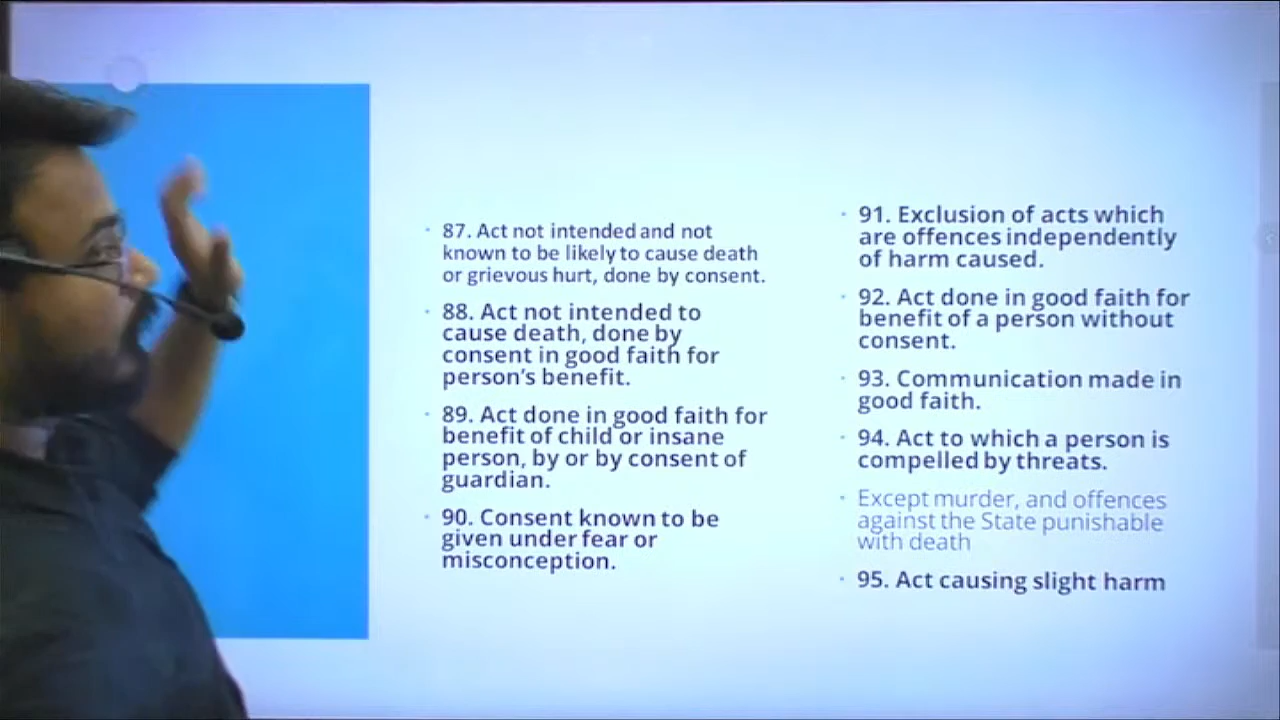 87. Act not intended and not
known to be likely to cause death
or grievous hurt, done by consent.
88. Act not intended to
cause death, done by
consent in good faith for
person's benefit.
89. Act done in good faith for
benefit of child or insane
person, by or by consent of
guardian.
90. Consent known to be
given under fear or
misconception.
91. Exclusion of acts which
are offences independently
of harm caused.
92. Act done in good faith for
benefit of a person without
consent.
93. Communication made in
good faith.
94. Act to which a person is
compelled by threats.
Except murder, and offences
against the State punishable
with death
95. Act causing slight harm